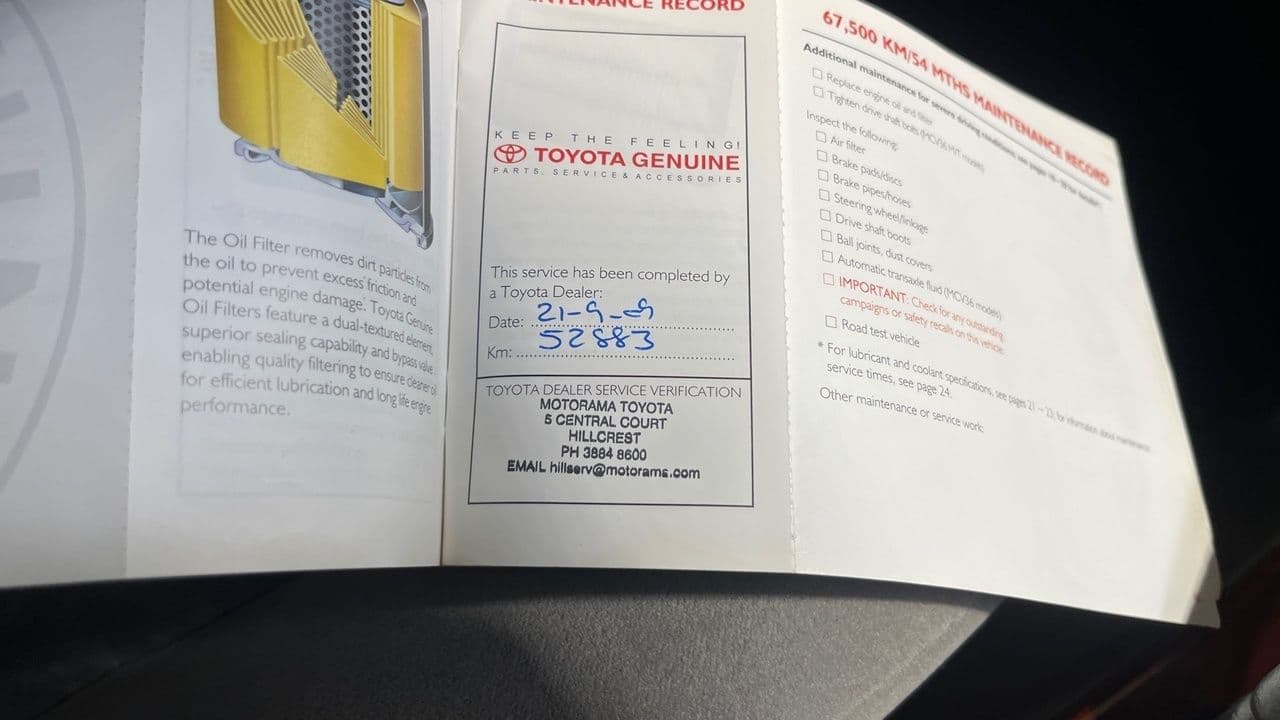 The Oil Filter removes dirt particles from
the oil to prevent excess friction and
potential engine damage. Toyota Genuine
Oil Filters feature a dual-textured element,
superior sealing capability and bypass valve
enabling quality filtering to ensure cleaner oil
for efficient lubrication and long life engine
performance.
NTENANCE RECORD
KEEP THE FEELING!
TOYOTA GENUINE
PARTS, SERVICE & ACCESSORIES
This service has been completed by
a Toyota Dealer:
Date: 21-9-09
Km: 52883
TOYOTA DEALER SERVICE VERIFICATION
MOTORAMA TOYOTA
5 CENTRAL COURT
HILLCREST
PH 3884 8600
EMAIL hillserv@motorama.com
67,500 KM/54 MTHS MAINTENANCE RECORD
Additional maintenance for severe driving conditions, see pages
Replace engine oil and filter
Tighten drive shaft bolts (MCV36 M/T models)
Inspect the following:
Air filter
Brake pads/discs
Brake pipes/hoses
Steering wheel/linkage
Drive shaft boots
Ball joints, dust covers
Automatic transaxle fluid (MCV36 models)
IMPORTANT: Check for any outstanding
campaigns or safety recalls on this vehicle.
Road test vehicle
* For lubricant and coolant specifications, see pages 21 – 23; for information about maintenance
service times, see page 24.
Other maintenance or service work: